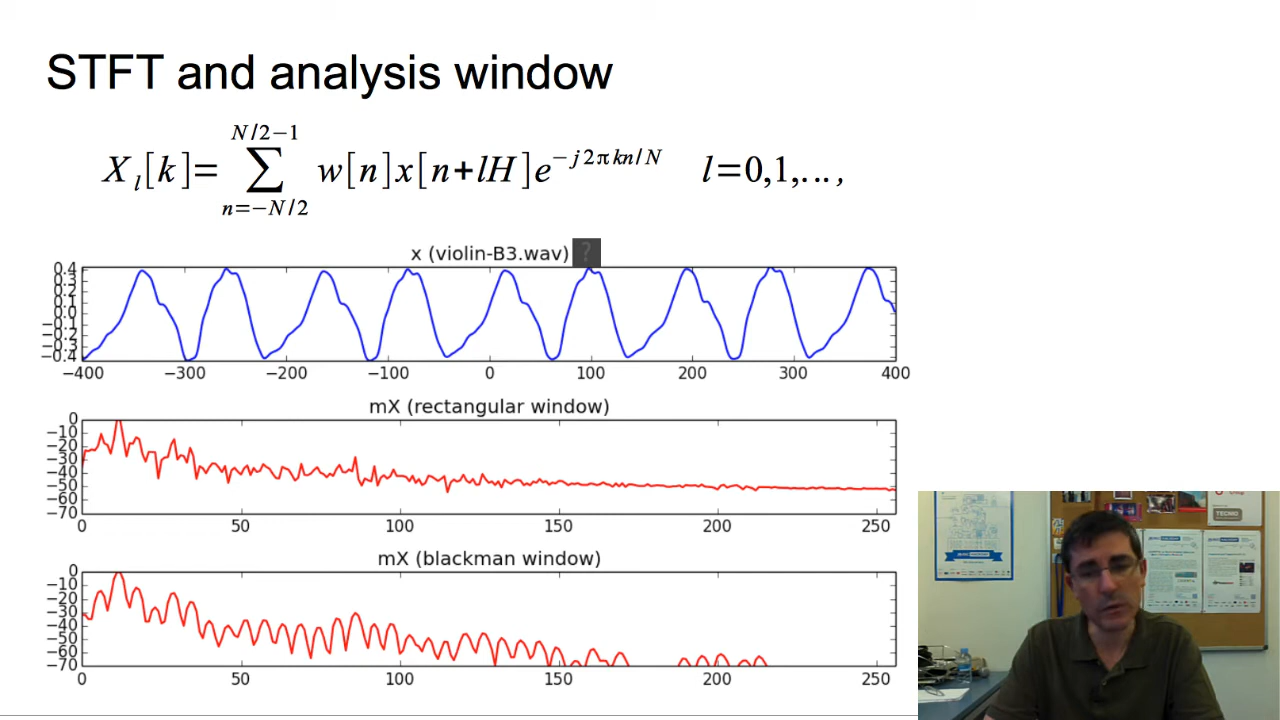 STFT and analysis window
N/2−1
X_l[k]= ∑ w[n]x[n+lH]e^{−j2πkn/N} l=0,1,...,
n=−N/2
x (violin-B3.wav) ?
0.4
0.3
0.2
0.1
0.0
−0.1
−0.2
−0.3
−0.4
−400 −300 −200 −100 0 100 200 300 400
mX (rectangular window)
0
−10
−20
−30
−40
−50
−60
−70
0 50 100 150 200 250
mX (blackman window)
0
−10
−20
−30
−40
−50
−60
−70
0 50 100 150 200 250
TECNIO